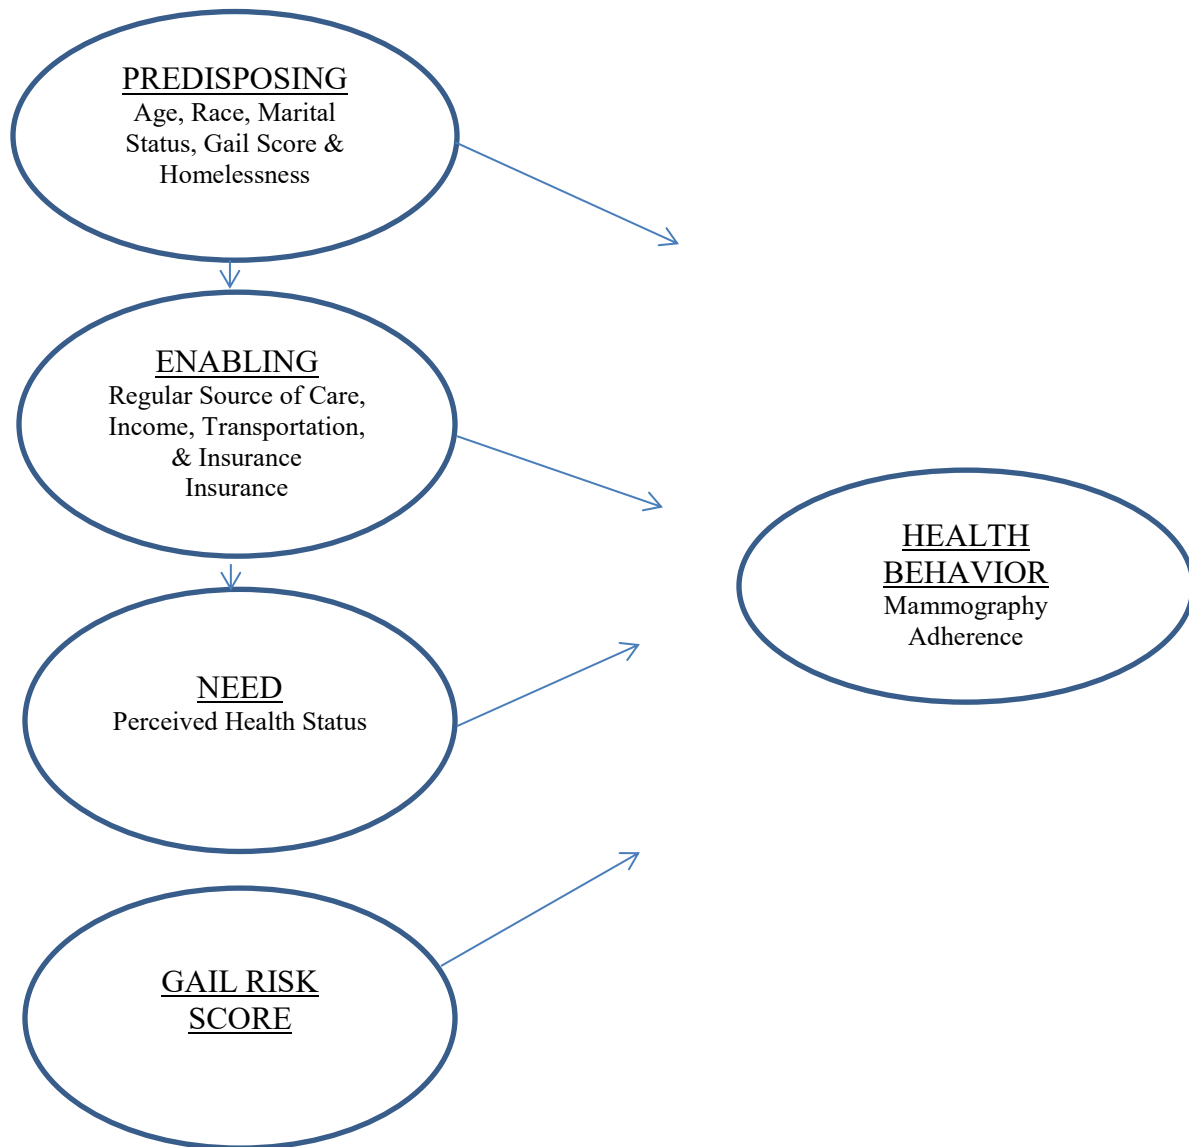 PREDISPOSING
Age, Race, Marital
Status, Gail Score &
Homelessness
ENABLING
Regular Source of Care,
Income, Transportation,
& Insurance
Insurance
NEED
Perceived Health Status
GAIL RISK
SCORE
HEALTH
BEHAVIOR
Mammography
Adherence